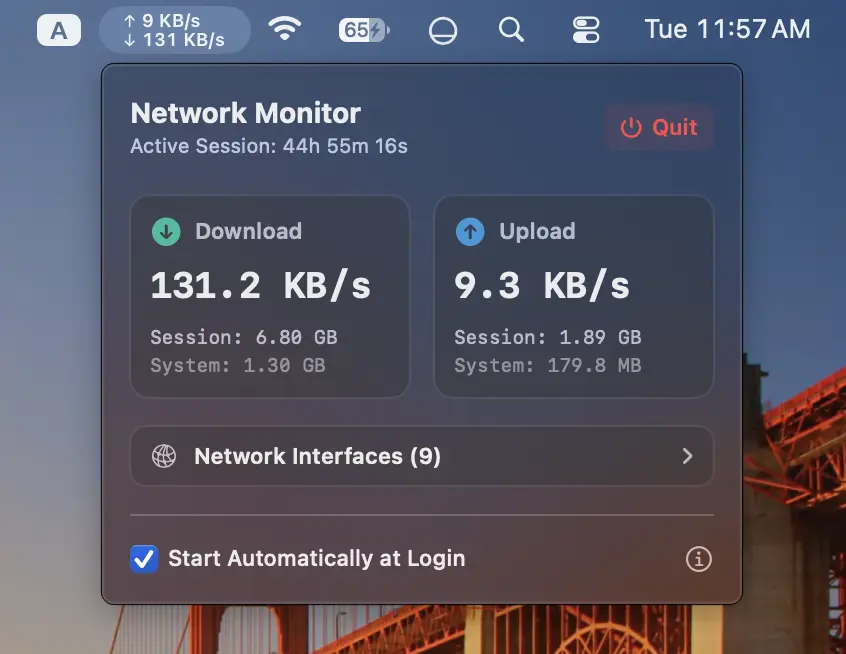 A
↑ 9 KB/s
↓ 131 KB/s
65
Tue 11:57 AM
Network Monitor
Active Session: 44h 55m 16s
Quit
Download
131.2 KB/s
Session: 6.80 GB
System: 1.30 GB
Upload
9.3 KB/s
Session: 1.89 GB
System: 179.8 MB
Network Interfaces (9)
Start Automatically at Login